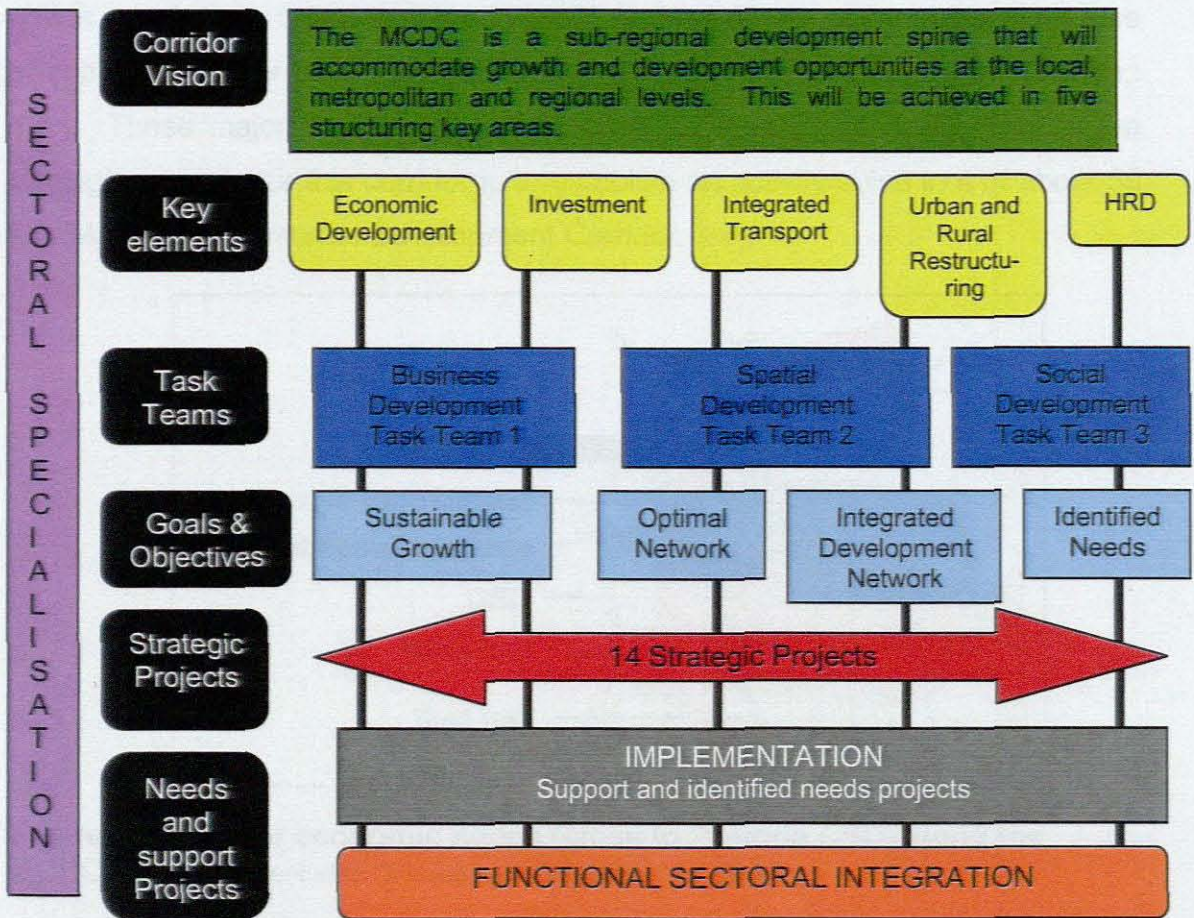 SECTORAL SPECIALISATION
Corridor
Vision
The MCDC is a sub-regional development spine that will
accommodate growth and development opportunities at the local,
metropolitan and regional levels. This will be achieved in five
structuring key areas.
Key
elements
Economic
Development
Investment
Integrated
Transport
Urban and
Rural
Restructu-
ring
HRD
Task
Teams
Business
Development
Task Team 1
Spatial
Development
Task Team 2
Social
Development
Task Team 3
Goals &
Objectives
Sustainable
Growth
Optimal
Network
Integrated
Development
Network
Identified
Needs
Strategic
Projects
14 Strategic Projects
Needs
and
support
Projects
IMPLEMENTATION
Support and identified needs projects
FUNCTIONAL SECTORAL INTEGRATION